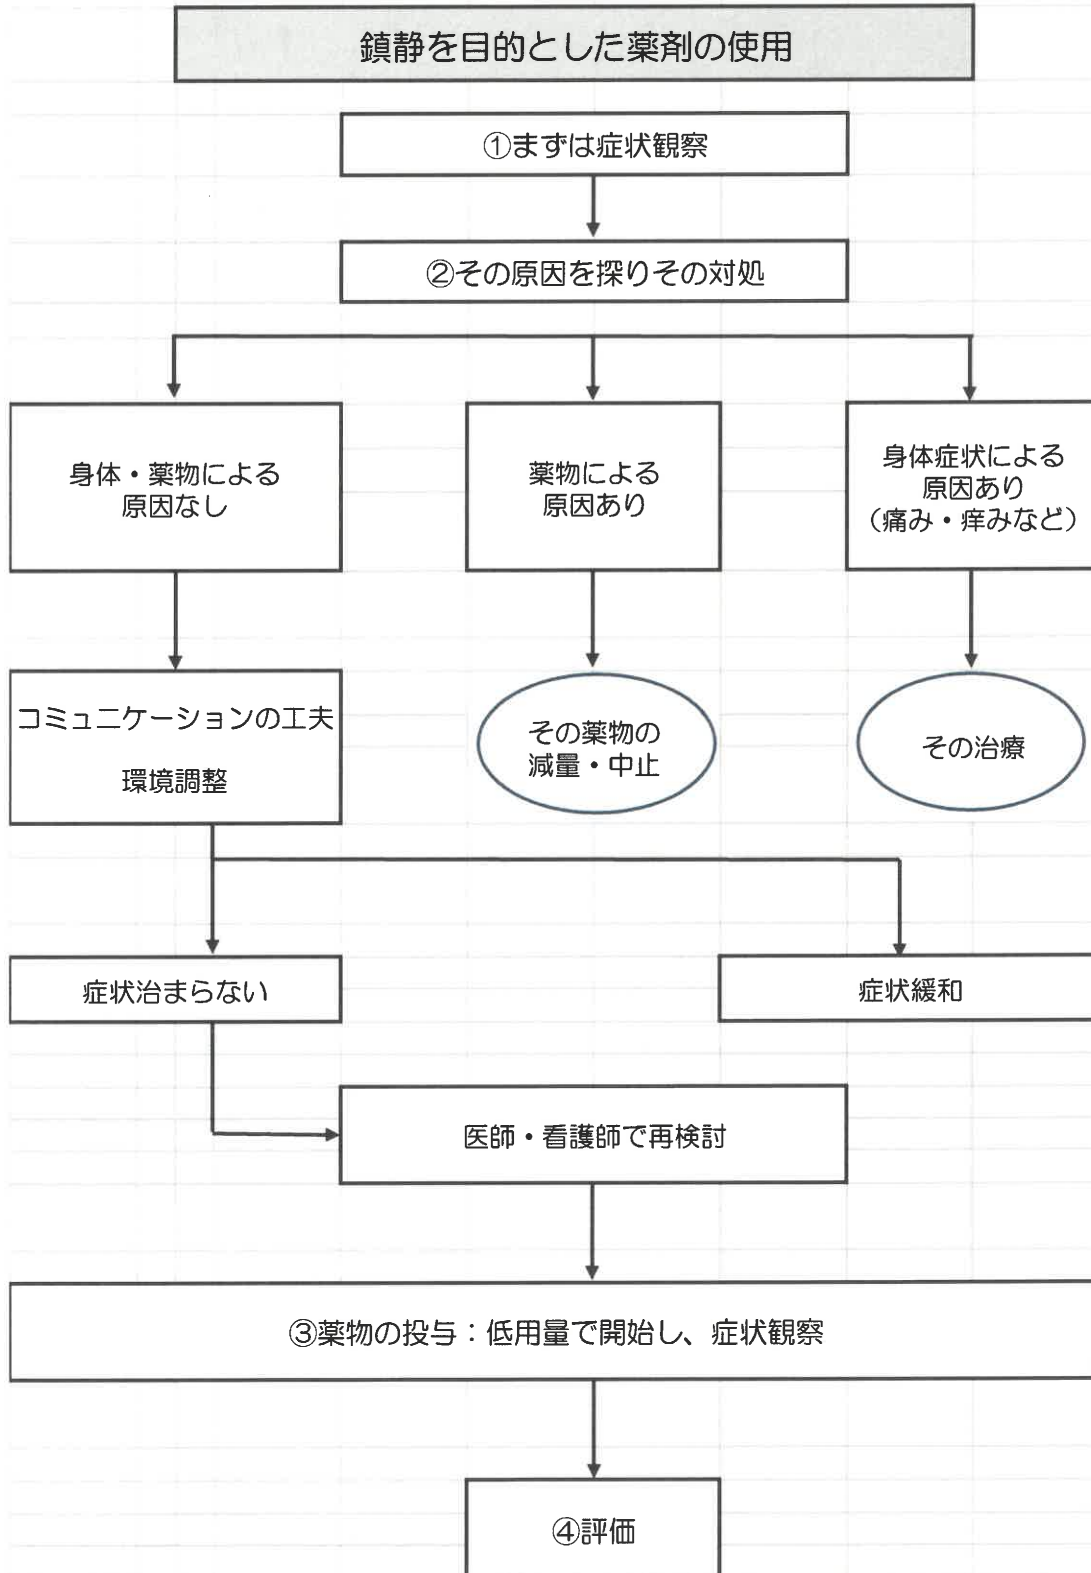 鎮静を目的とした薬剤の使用
①まずは症状観察
②その原因を探りその対処
身体・薬物による
原因なし
薬物による
原因あり
身体症状による
原因あり
（痛み・痒みなど）
コミュニケーションの工夫
環境調整
その薬物の
減量・中止
その治療
症状治まらない
症状緩和
医師・看護師で再検討
③薬物の投与：低用量で開始し、症状観察
④評価